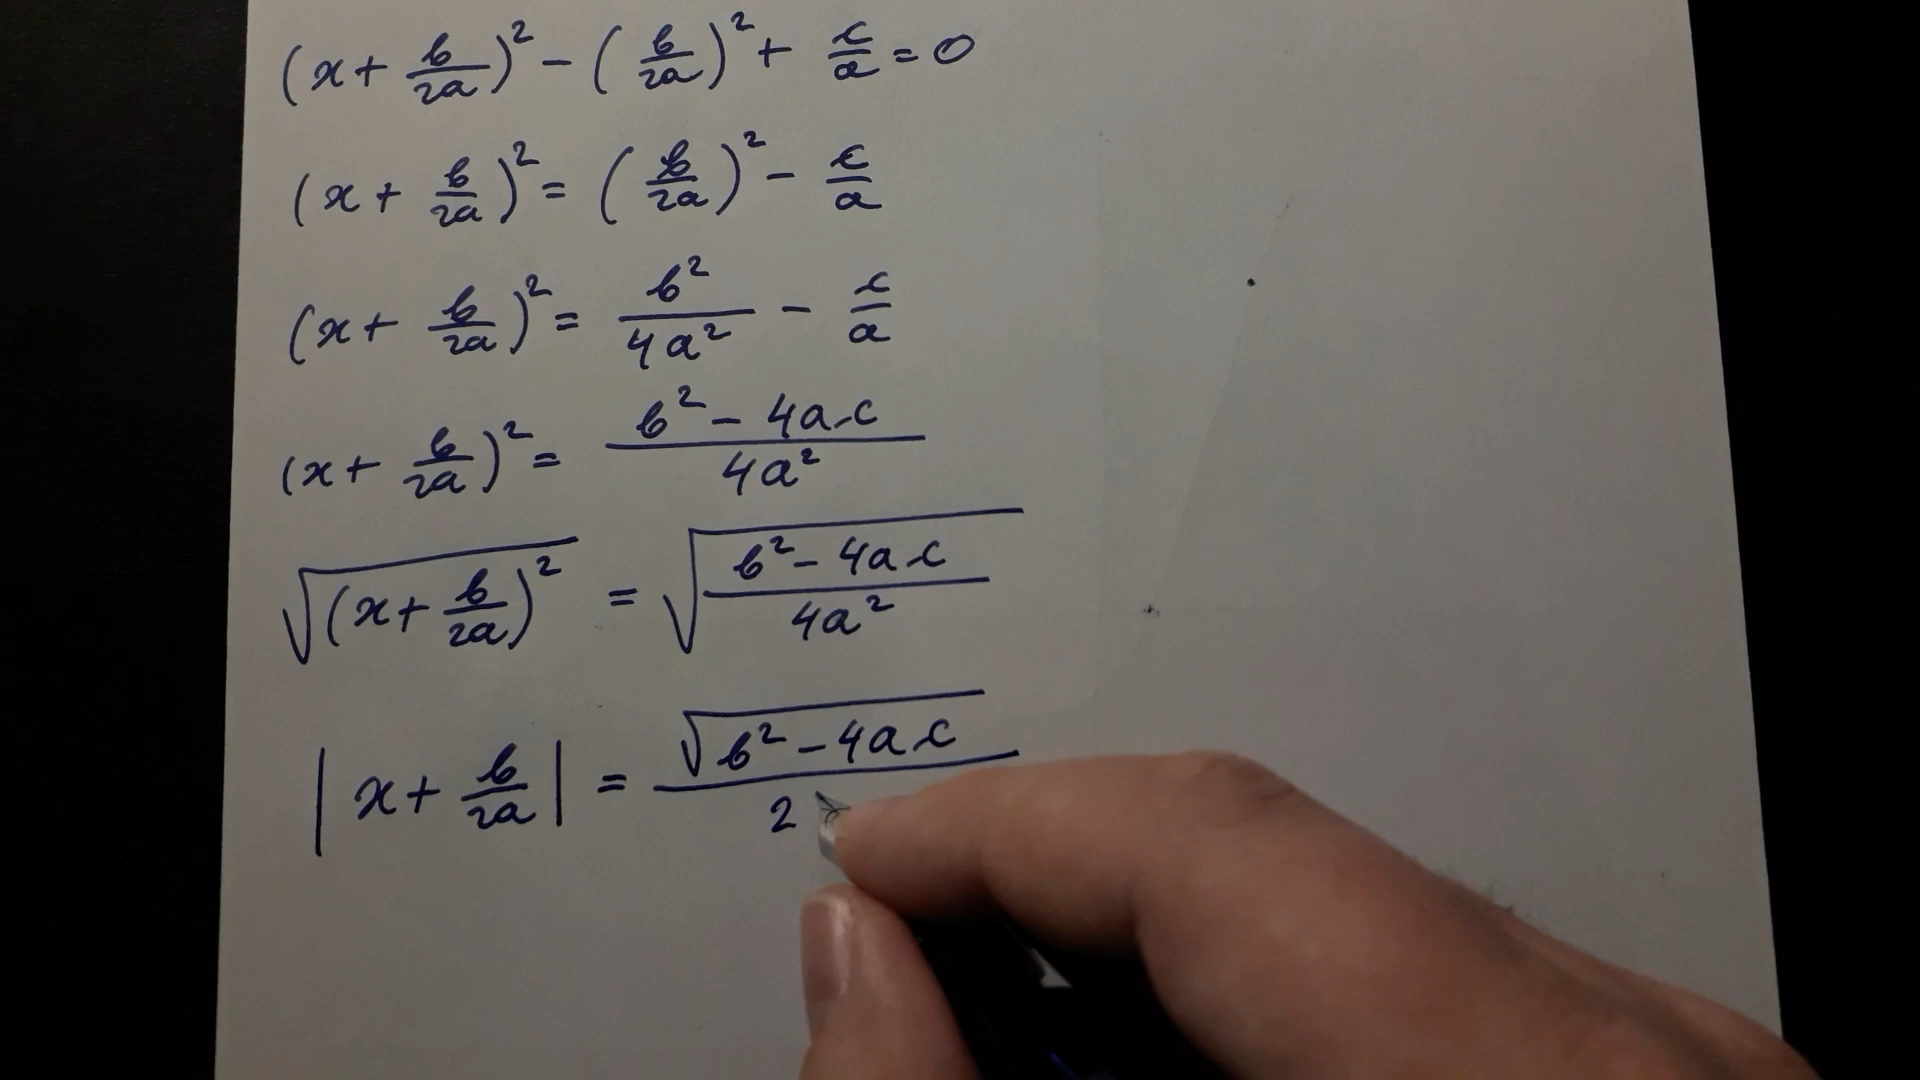 (x + b/2a)² - (b/2a)² + c/a = 0
(x + b/2a)² = (b/2a)² - c/a
(x + b/2a)² = b²/4a² - c/a
(x + b/2a)² = (b² - 4ac)/4a²
√(x + b/2a)² = √((b² - 4ac)/4a²)
|x + b/2a| = √(b² - 4ac)/2